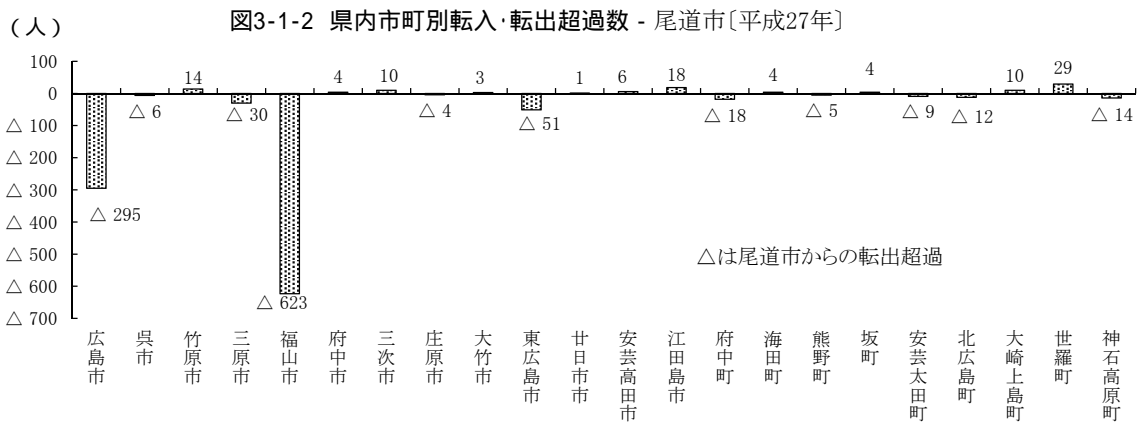 図3-1-2 県内市町別転入・転出超過数 - 尾道市〔平成27年〕
（人）
100
0
△ 100
△ 200
△ 300
△ 400
△ 500
△ 600
△ 700
△ 295
△ 6
14
△ 30
△ 623
4
10
△ 4
3
△ 51
1
6
18
△ 18
4
△ 5
4
△ 9
△ 12
10
29
△ 14
△は尾道市からの転出超過
広島市
呉市
竹原市
三原市
福山市
府中市
三次市
庄原市
大竹市
東広島市
廿日市市
安芸高田市
江田島市
府中町
海田町
熊野町
坂町
安芸太田町
北広島町
大崎上島町
世羅町
神石高原町